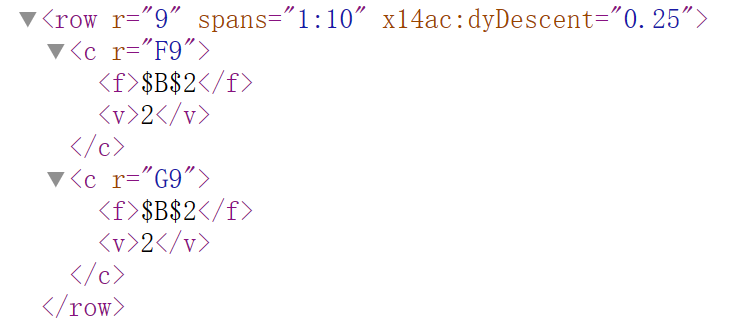 ▼<row r="9" spans="1:10" x14ac:dyDescent="0.25">
▼<c r="F9">
<f>$B$2</f>
<v>2</v>
</c>
▼<c r="G9">
<f>$B$2</f>
<v>2</v>
</c>
</row>